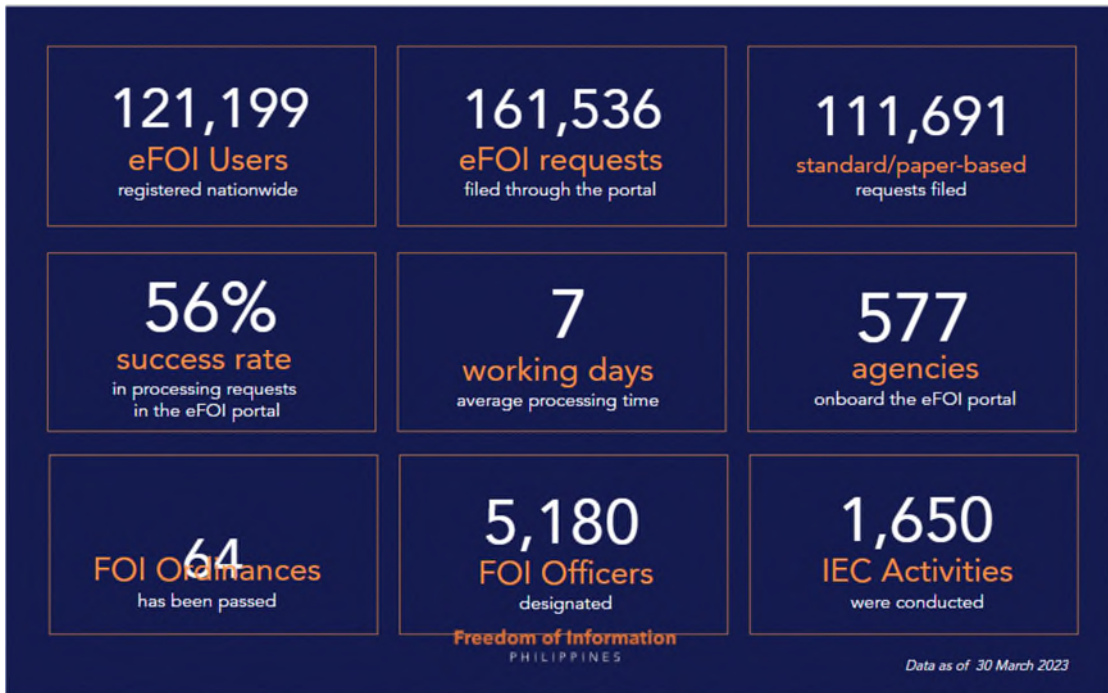 121,199
eFOI Users
registered nationwide
161,536
eFOI requests
filed through the portal
111,691
standard/paper-based
requests filed
56%
success rate
in processing requests
in the eFOI portal
7
working days
average processing time
577
agencies
onboard the eFOI portal
64
FOI Ordinances
has been passed
5,180
FOI Officers
designated
1,650
IEC Activities
were conducted
Freedom of Information
PHILIPPINES
Data as of 30 March 2023